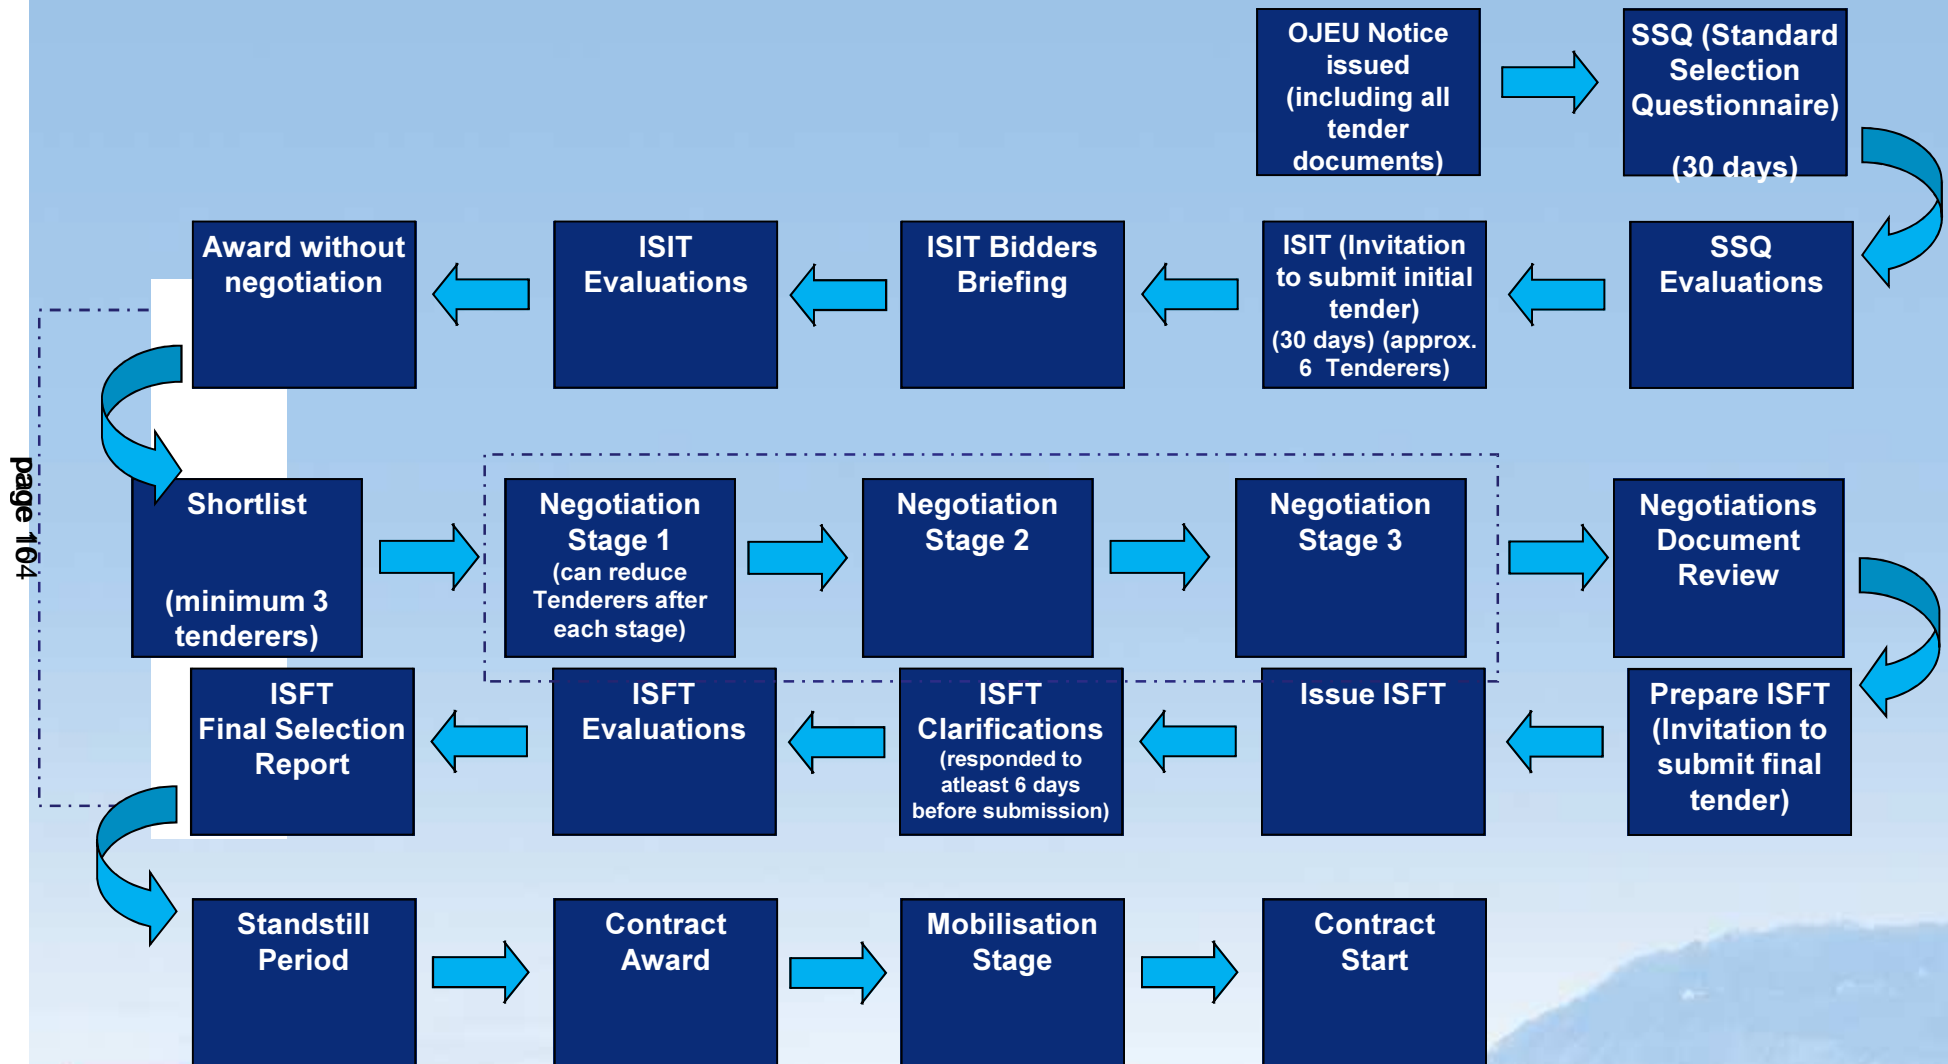 OJEU Notice
issued
(including all
tender
documents)
SSQ (Standard
Selection
Questionnaire)
(30 days)
SSQ
Evaluations
ISIT (Invitation
to submit initial
tender)
(30 days) (approx.
6 Tenderers)
ISIT Bidders
Briefing
ISIT
Evaluations
Award without
negotiation
Shortlist
(minimum 3
tenderers)
Negotiation
Stage 1
(can reduce
Tenderers after
each stage)
Negotiation
Stage 2
Negotiation
Stage 3
Negotiations
Document
Review
Prepare ISFT
(Invitation to
submit final
tender)
Issue ISFT
ISFT
Clarifications
(responded to
atleast 6 days
before submission)
ISFT
Evaluations
ISFT
Final Selection
Report
Standstill
Period
Contract
Award
Mobilisation
Stage
Contract
Start
page 164